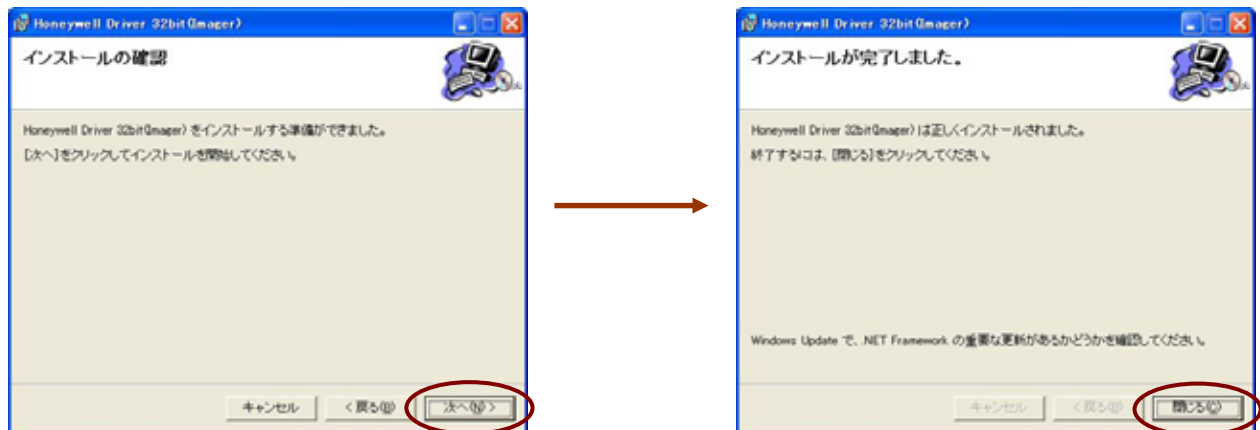 Honeywell Driver 32bit(Imager)
インストールの確認
Honeywell Driver 32bit(Imager) をインストールする準備ができました。
[次へ]をクリックしてインストールを開始してください。
キャンセル
< 戻る(B)
次へ(N) >
Honeywell Driver 32bit(Imager)
インストールが完了しました。
Honeywell Driver 32bit(Imager) は正しくインストールされました。
終了するには、[閉じる]をクリックしてください。
Windows Update で、.NET Framework の重要な更新があるかどうかを確認してください。
キャンセル
< 戻る(B)
閉じる(C)